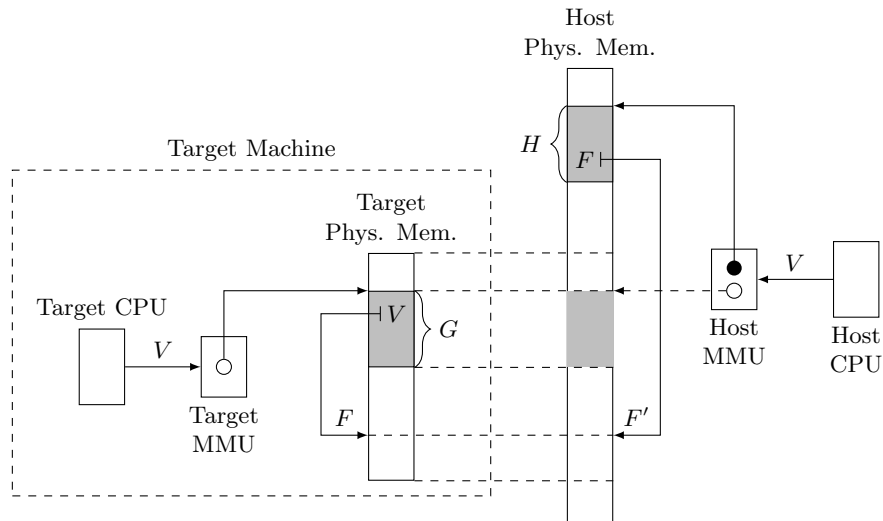 Host
Phys. Mem.
H
F
Target Machine
Target
Phys. Mem.
V
Target CPU
V
G
V
Host
MMU
Host
CPU
Target
MMU
F
F′